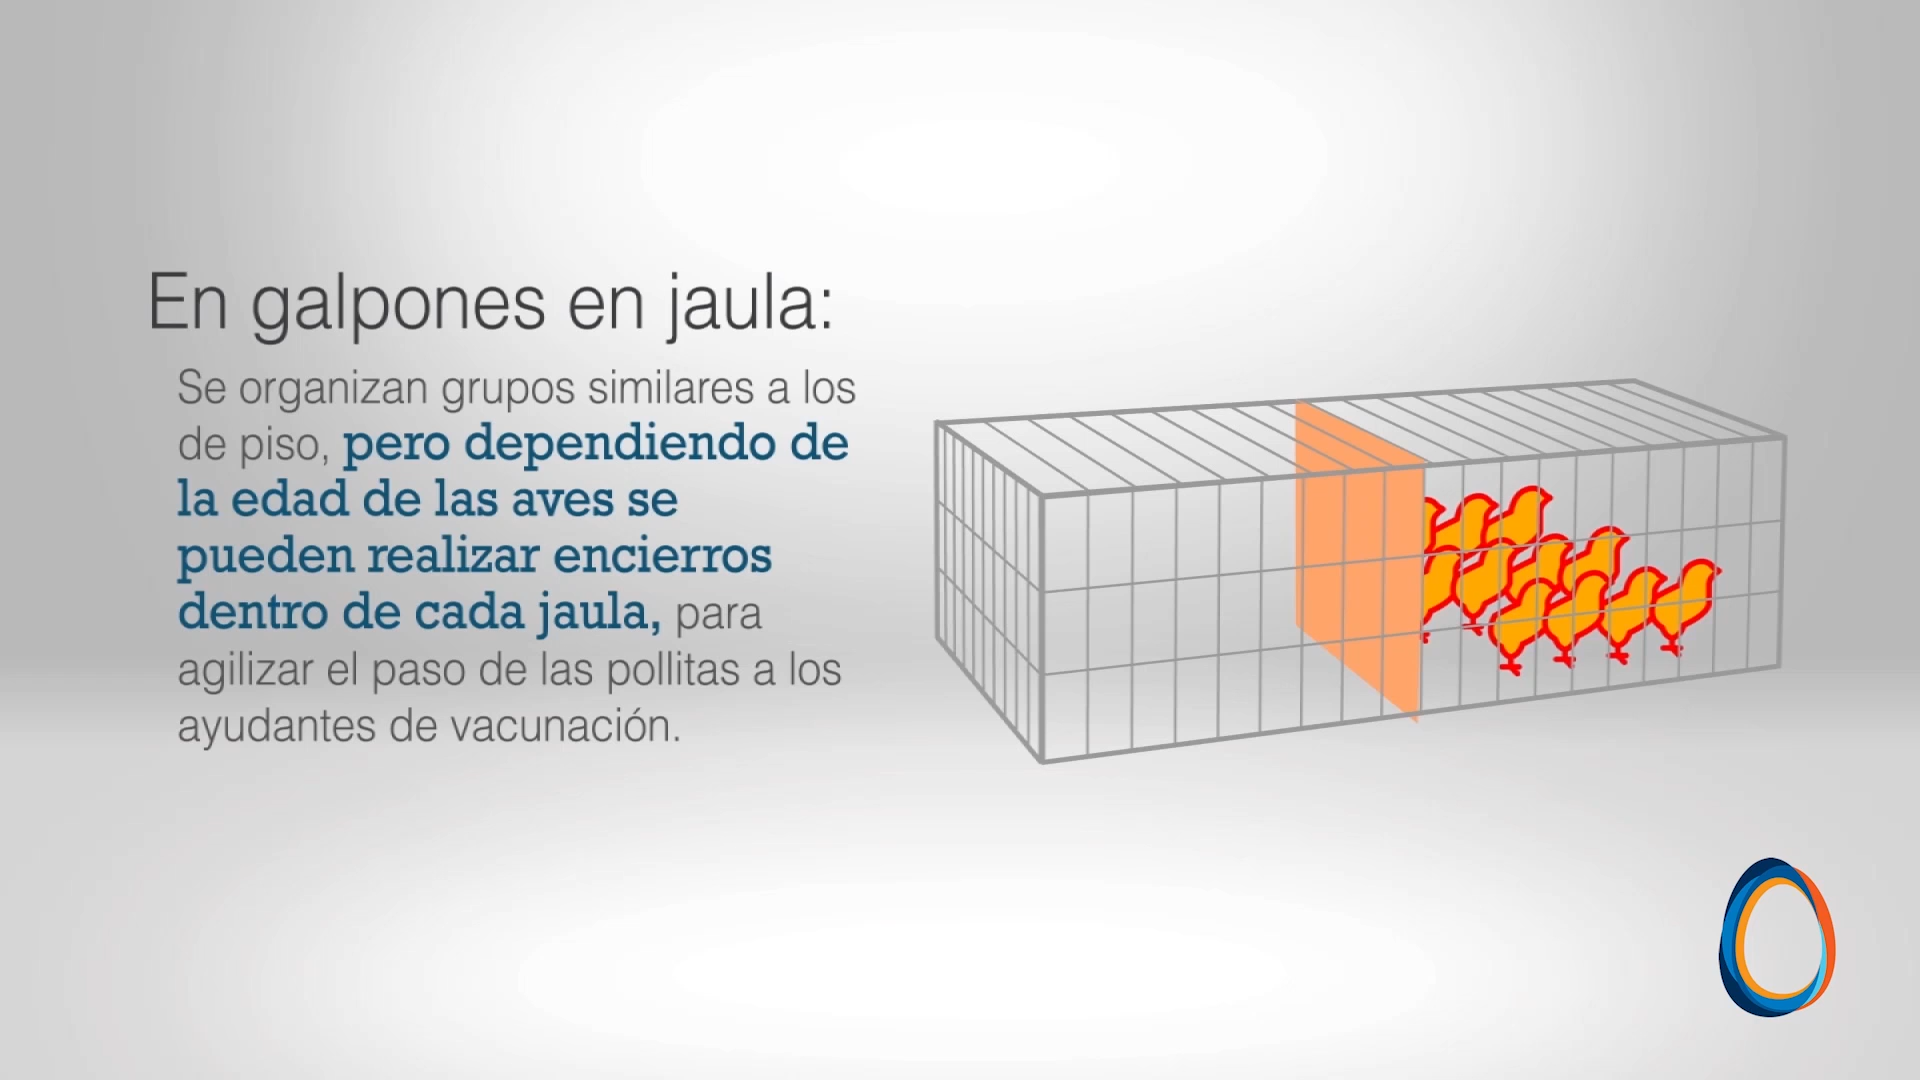 En galpones en jaula:
Se organizan grupos similares a los
de piso, pero dependiendo de
la edad de las aves se
pueden realizar encierros
dentro de cada jaula, para
agilizar el paso de las pollitas a los
ayudantes de vacunación.